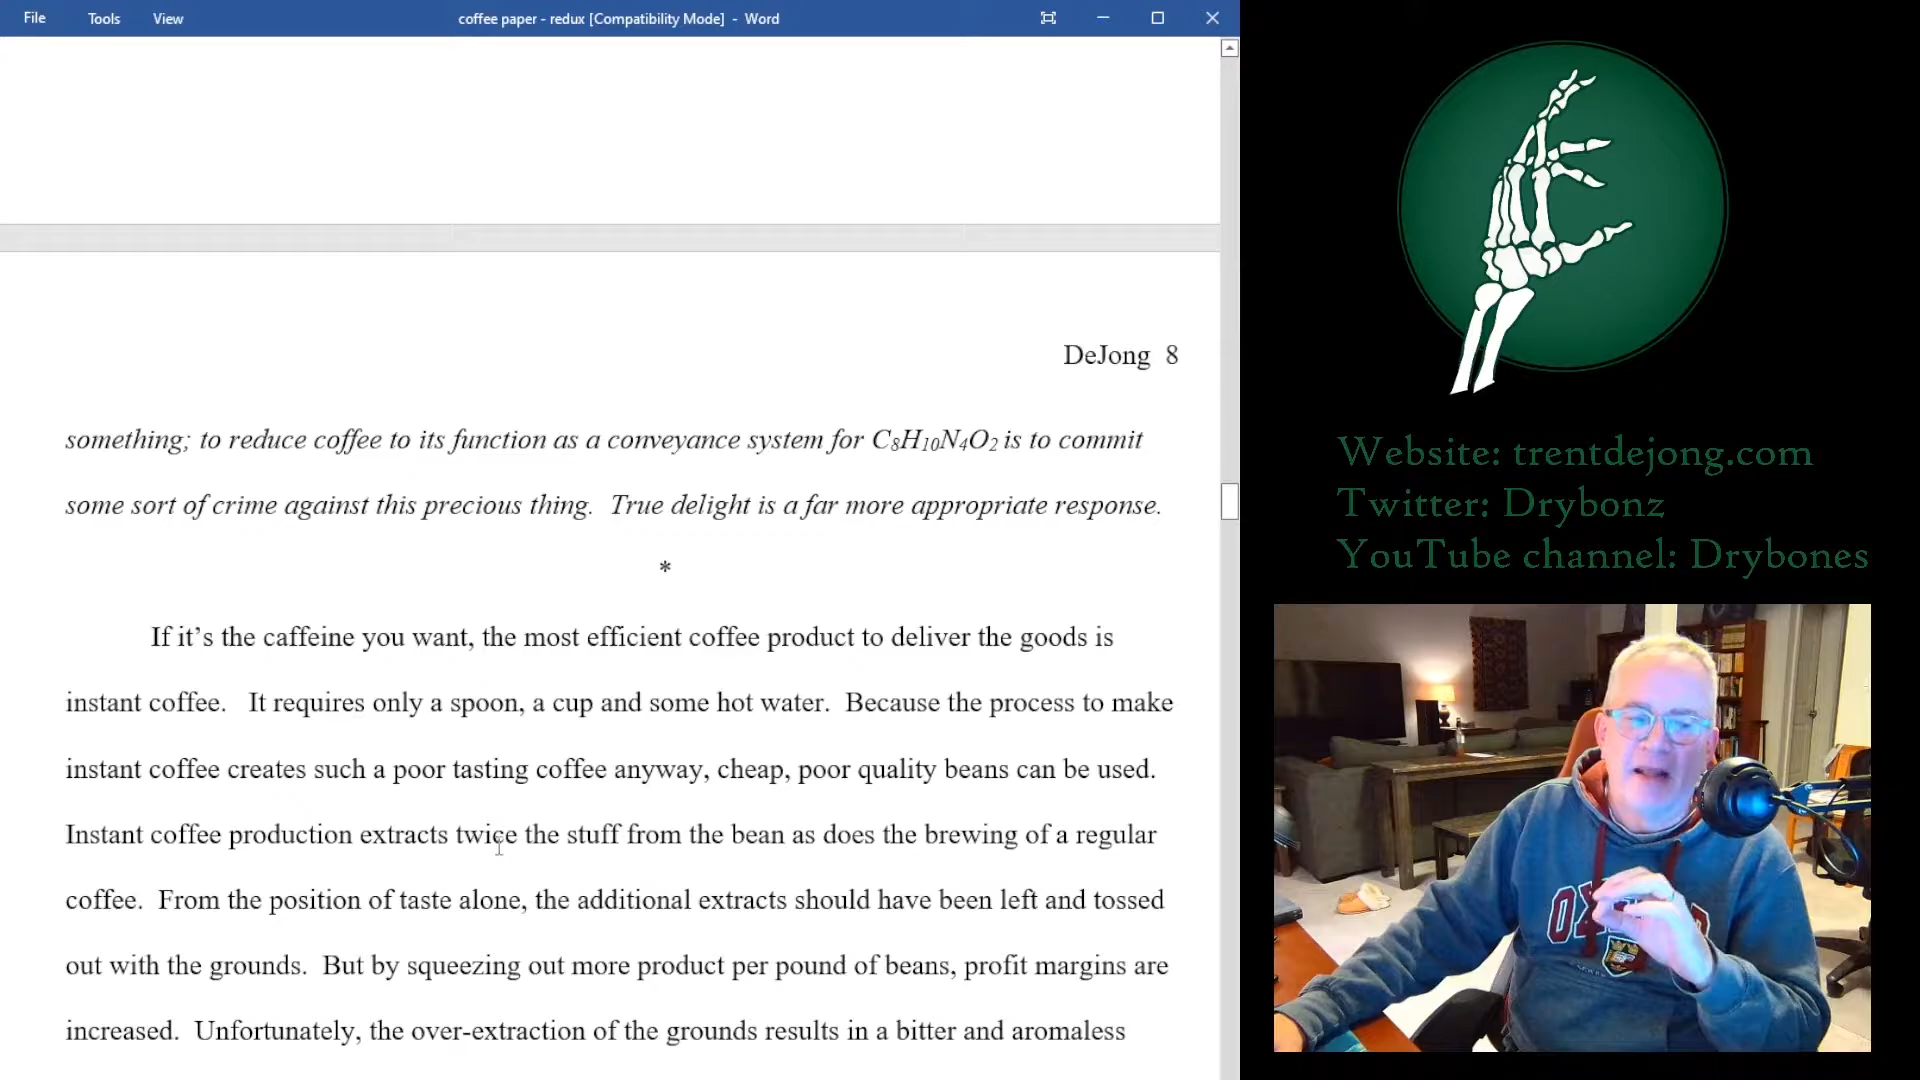 File Tools View coffee paper - redux [Compatibility Mode] - Word
DeJong 8
something; to reduce coffee to its function as a conveyance system for C₈H₁₀N₄O₂ is to commit
some sort of crime against this precious thing. True delight is a far more appropriate response.
*
If it’s the caffeine you want, the most efficient coffee product to deliver the goods is
instant coffee. It requires only a spoon, a cup and some hot water. Because the process to make
instant coffee creates such a poor tasting coffee anyway, cheap, poor quality beans can be used.
Instant coffee production extracts twice the stuff from the bean as does the brewing of a regular
coffee. From the position of taste alone, the additional extracts should have been left and tossed
out with the grounds. But by squeezing out more product per pound of beans, profit margins are
increased. Unfortunately, the over-extraction of the grounds results in a bitter and aromaless
Website: trentdejong.com
Twitter: Drybonz
YouTube channel: Drybones